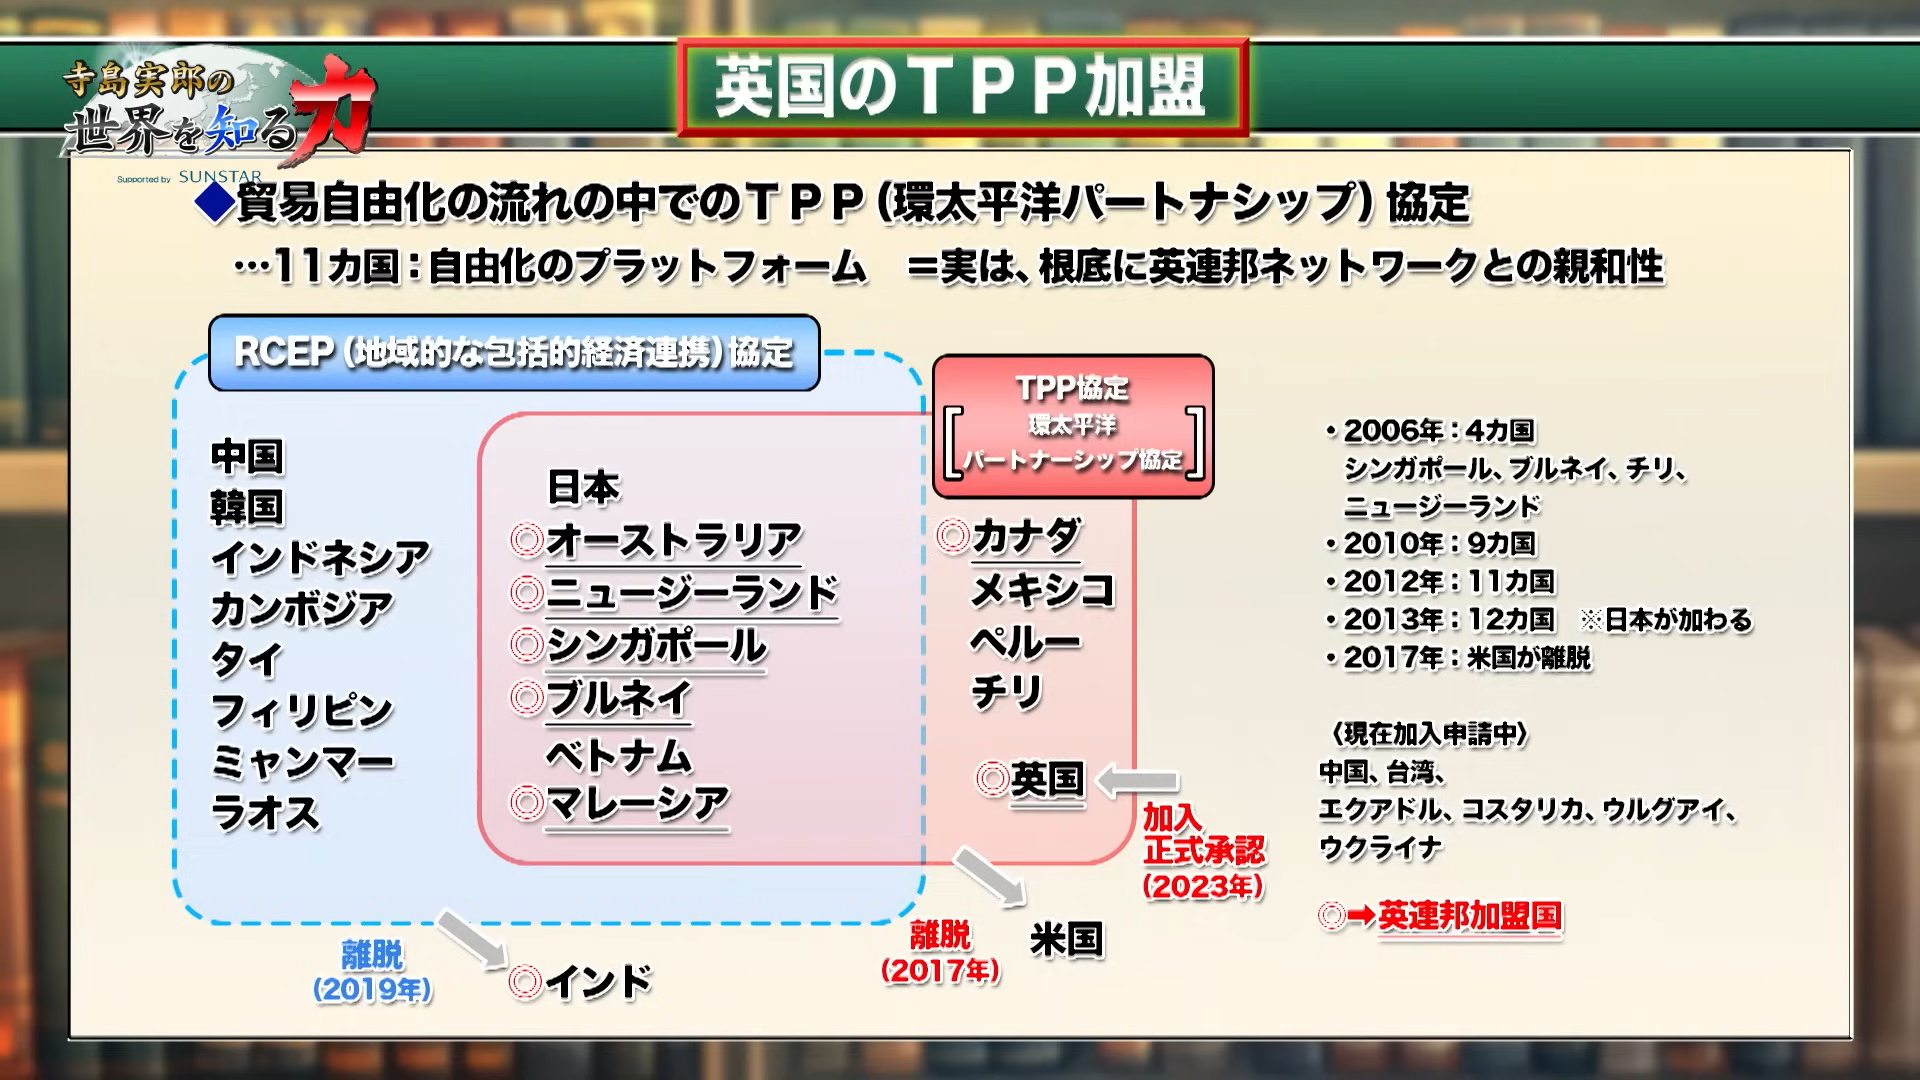 寺島実郎の
世界を知る力
Supported by SUNSTAR
英国のTPP加盟
◆貿易自由化の流れの中でのTPP（環太平洋パートナシップ）協定
…11カ国：自由化のプラットフォーム　＝実は、根底に英連邦ネットワークとの親和性
RCEP（地域的な包括的経済連携）協定
中国
韓国
インドネシア
カンボジア
タイ
フィリピン
ミャンマー
ラオス
日本
◎オーストラリア
◎ニュージーランド
◎シンガポール
◎ブルネイ
ベトナム
◎マレーシア
TPP協定
環太平洋
パートナーシップ協定
◎カナダ
メキシコ
ペルー
チリ
◎英国
加入
正式承認
（2023年）
離脱
（2019年）
◎インド
離脱
（2017年）
米国
・2006年：4カ国
シンガポール、ブルネイ、チリ、
ニュージーランド
・2010年：9カ国
・2012年：11カ国
・2013年：12カ国　※日本が加わる
・2017年：米国が離脱
〈現在加入申請中〉
中国、台湾、
エクアドル、コスタリカ、ウルグアイ、
ウクライナ
◎➡英連邦加盟国